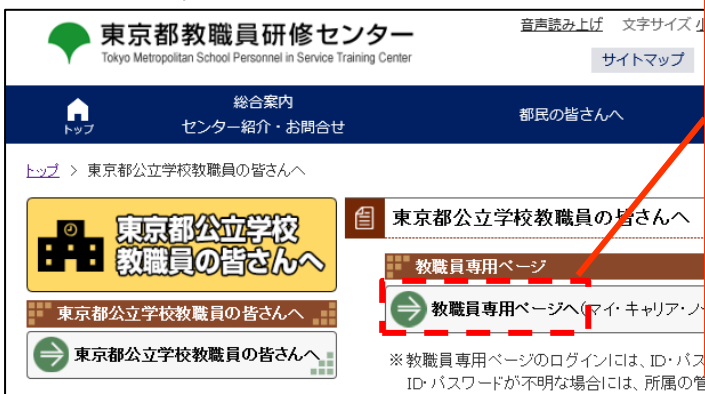 東京都教職員研修センター
Tokyo Metropolitan School Personnel in Service Training Center
音声読み上げ 文字サイズ 小
サイトマップ
トップ
総合案内
センター紹介・お問合せ
都民の皆さんへ
トップ > 東京都公立学校教職員の皆さんへ
東京都公立学校
教職員の皆さんへ
東京都公立学校教職員の皆さんへ
東京都公立学校教職員の皆さんへ
東京都公立学校教職員の皆さんへ
教職員専用ページ
教職員専用ページへ(マイ・キャリア・ノ
※教職員専用ページのログインには、ID・パス
ID・パスワードが不明な場合には、所属の管